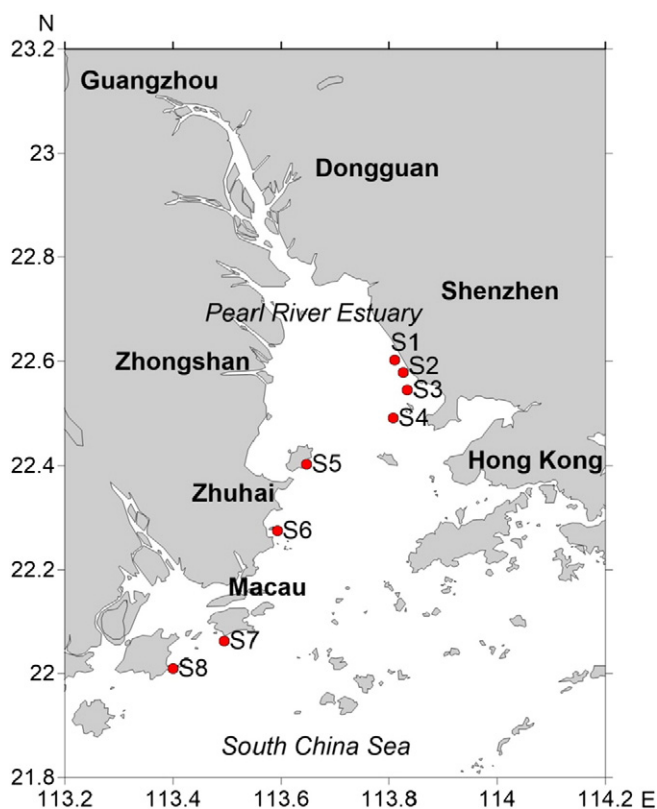 N
23.2
Guangzhou
23
Dongguan
22.8
Shenzhen
Pearl River Estuary
S1
22.6
Zhongshan
S2
S3
S4
22.4
S5
Hong Kong
Zhuhai
S6
22.2
Macau
S7
22
S8
South China Sea
21.8
113.2 113.4 113.6 113.8 114 114.2 E